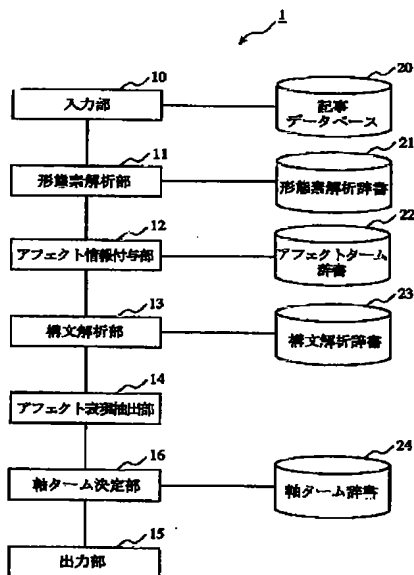 1
10
入力部
20
記事
データベース
11
形態素解析部
21
形態素解析辞書
12
アフェクト情報付与部
22
アフェクトターム
辞書
13
構文解析部
23
構文解析辞書
14
アフェクト表現抽出部
16
軸ターム決定部
24
軸ターム辞書
15
出力部